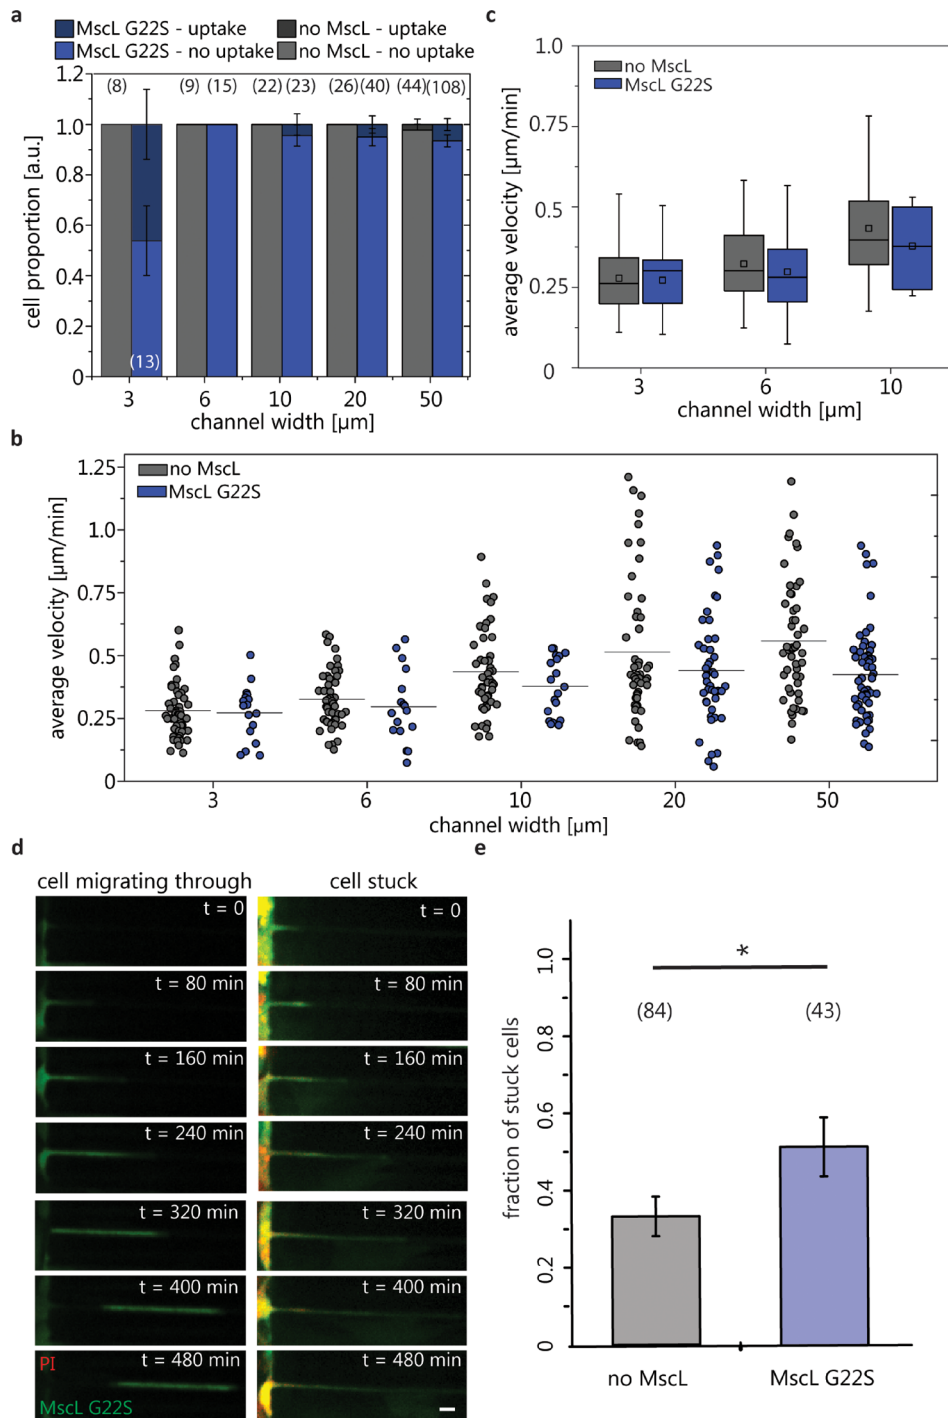 a
MscL G22S - uptake
no MscL - uptake
MscL G22S - no uptake
no MscL - no uptake
cell proportion [a.u.]
1.2
1.0
0.8
0.6
0.4
0.2
0
(8)
(9) (15)
(22) (23)
(26) (40)
(44) (108)
(13)
3 6 10 20 50
channel width [µm]
c
no MscL
MscL G22S
average velocity [µm/min]
1.0
0.75
0.5
0.25
0
3 6 10
channel width [µm]
b
no MscL
MscL G22S
average velocity [µm/min]
1.25
1.0
0.75
0.5
0.25
0
3 6 10 20 50
channel width [µm]
d
cell migrating through
t = 0
t = 80 min
t = 160 min
t = 240 min
t = 320 min
t = 400 min
t = 480 min
PI
MscL G22S
cell stuck
t = 0
t = 80 min
t = 160 min
t = 240 min
t = 320 min
t = 400 min
t = 480 min
e
fraction of stuck cells
1.0
0.8
0.6
0.4
0.2
0
*
(84) (43)
no MscL MscL G22S